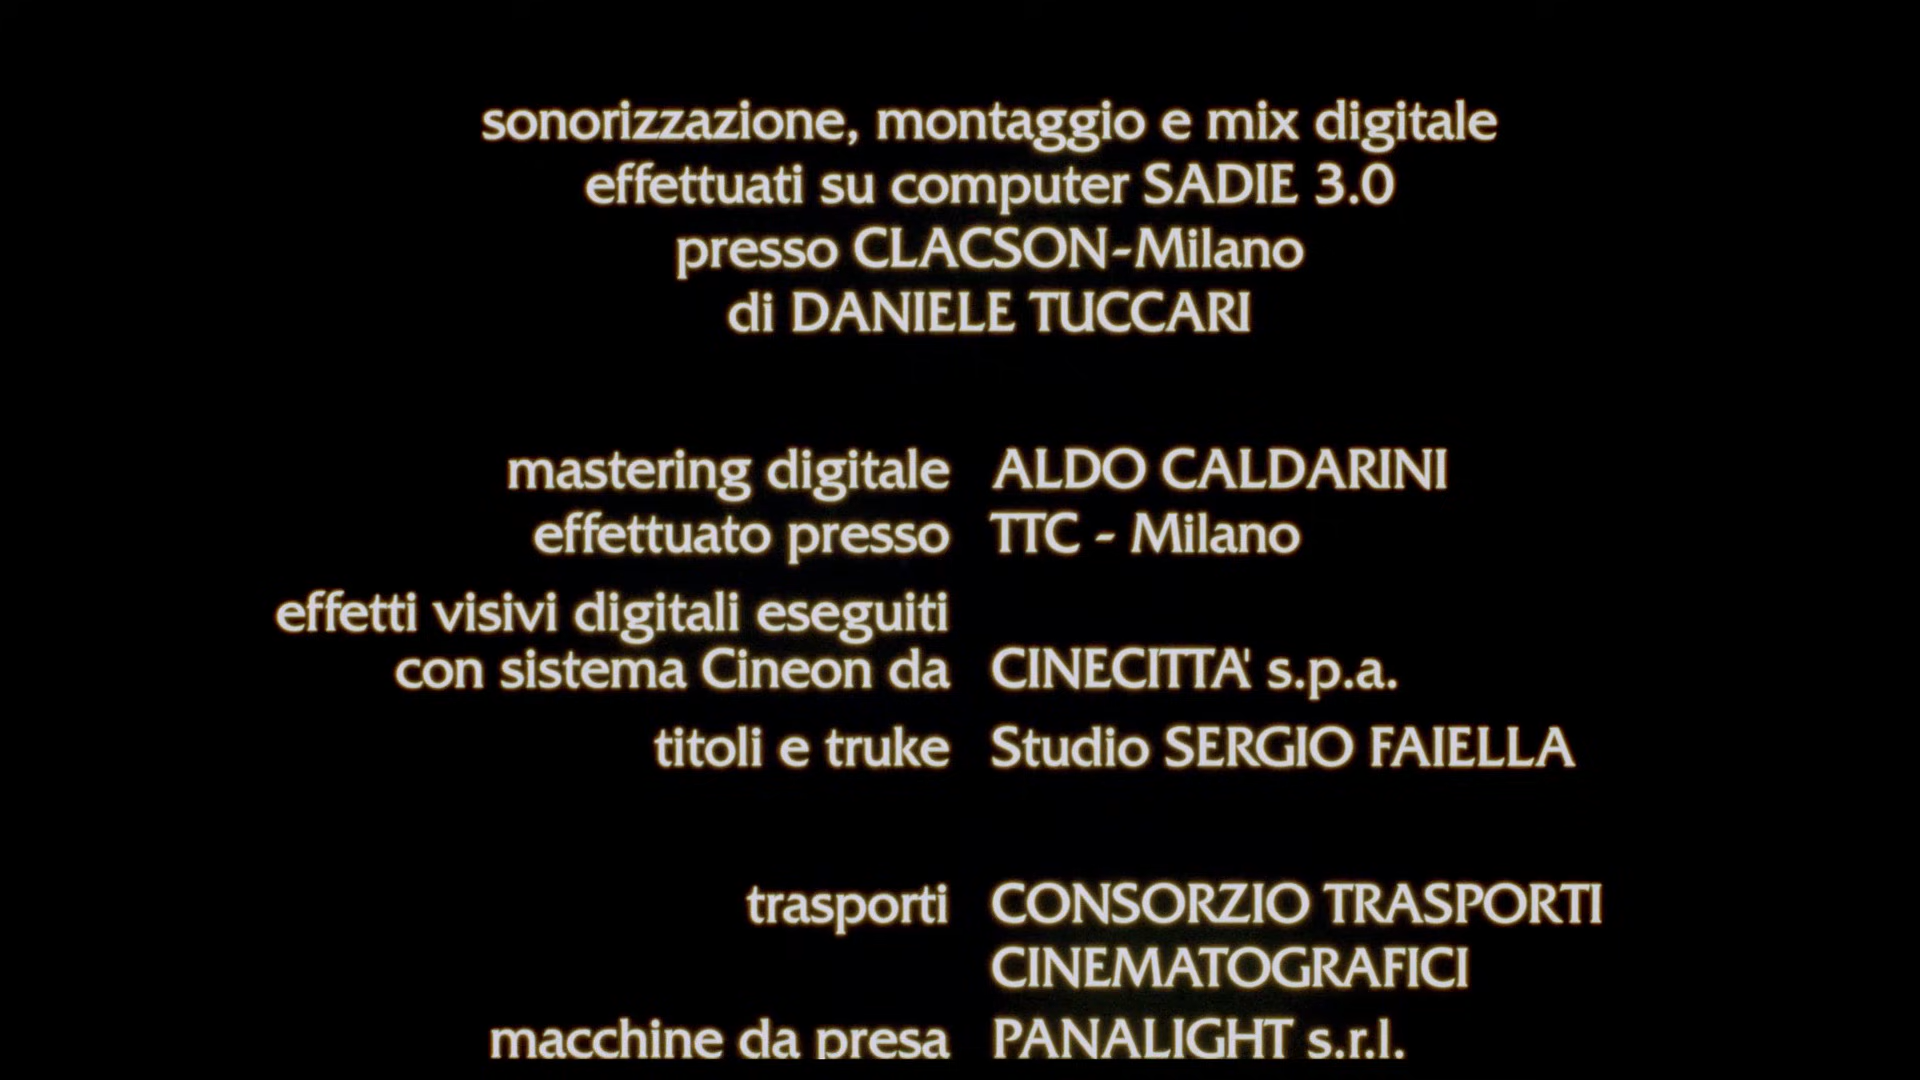 sonorizzazione, montaggio e mix digitale
effettuati su computer SADIE 3.0
presso CLACSON-Milano
di DANIELE TUCCARI
mastering digitale ALDO CALDARINI
effettuato presso TTC - Milano
effetti visivi digitali eseguiti
con sistema Cineon da CINECITTA' s.p.a.
titoli e truke Studio SERGIO FAIELLA
trasporti CONSORZIO TRASPORTI
CINEMATOGRAFICI
macchine da presa PANALIGHT s.r.l.